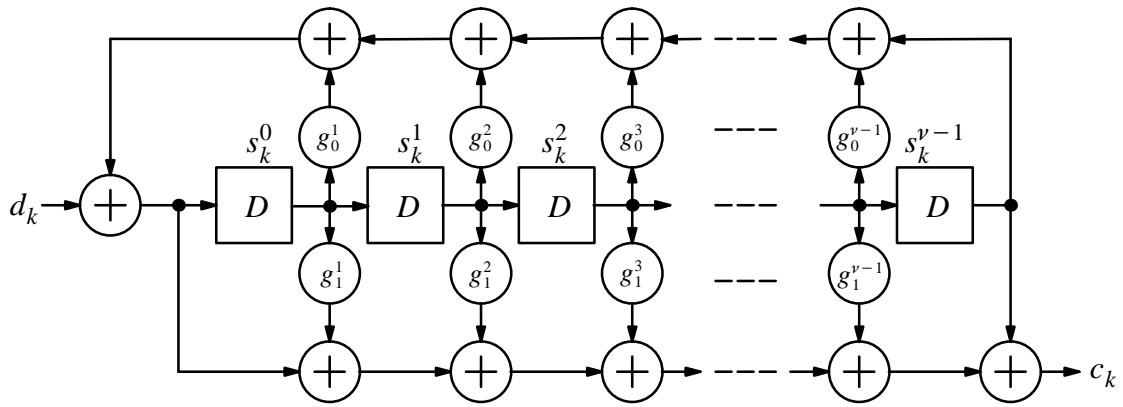 g_0^1 g_0^2 g_0^3 g_0^{ν−1}
s_k^0 s_k^1 s_k^2 s_k^{ν−1}
d_k D D D D
g_1^1 g_1^2 g_1^3 g_1^{ν−1}
c_k